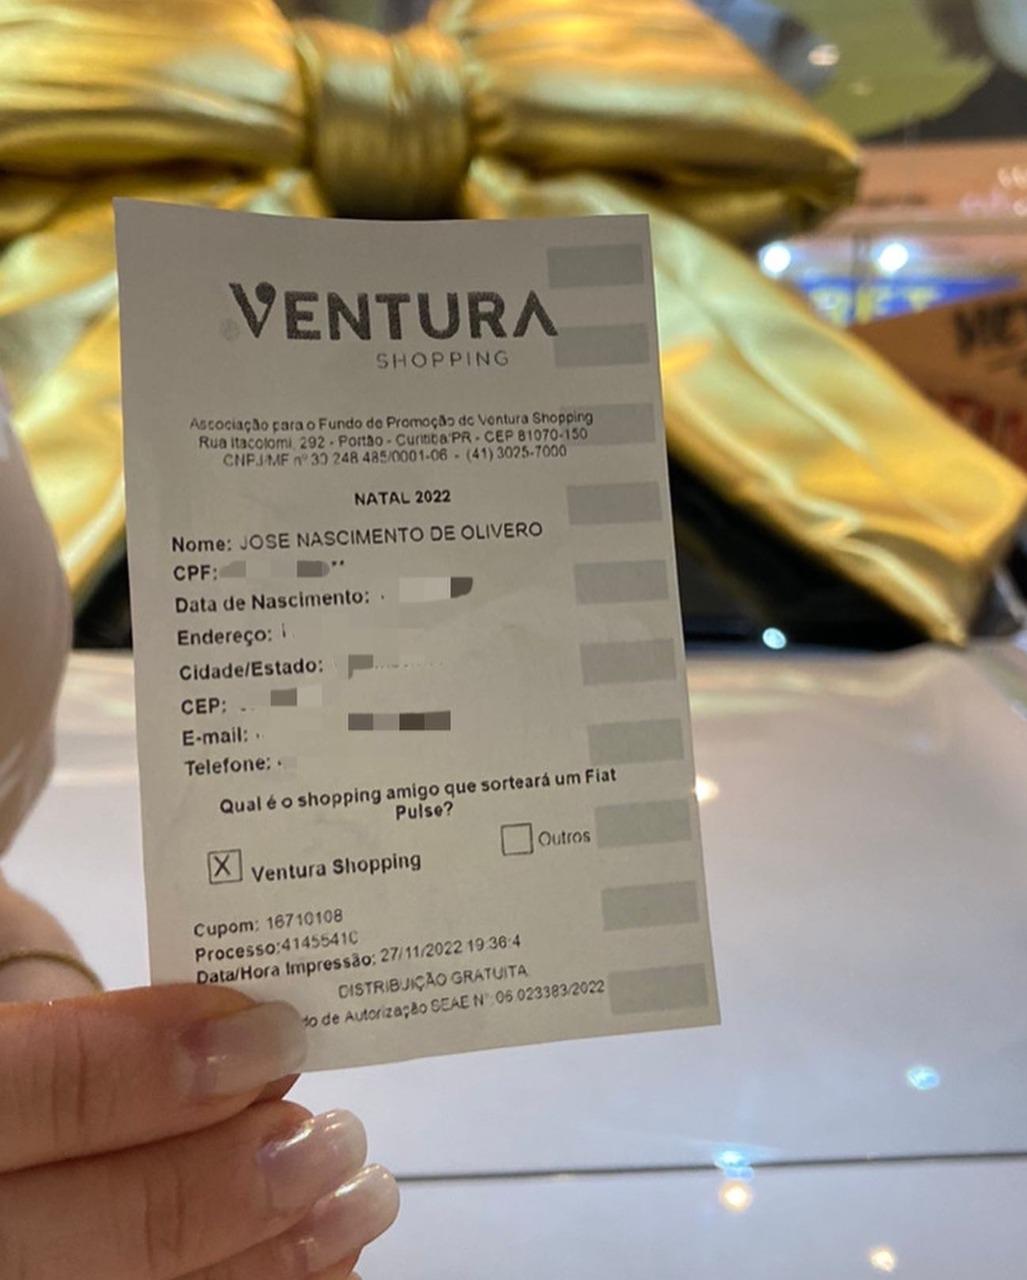 VENTURA
SHOPPING
Associação para o Fundo de Promoção do Ventura Shopping
Rua Itacolomi, 292 - Portão - Curitiba/PR - CEP 81070-150
CNPJ/MF nº 30 248 485/0001-06 - (41) 3025-7000
NATAL 2022
Nome: JOSE NASCIMENTO DE OLIVERO
CPF: **
Data de Nascimento:
Endereço:
Cidade/Estado:
CEP:
E-mail:
Telefone:
Qual é o shopping amigo que sorteará um Fiat
Pulse?
X Ventura Shopping
Outros
Cupom: 16710108
Processo:4145541C
Data/Hora Impressão: 27/11/2022 19:36:4
DISTRIBUIÇÃO GRATUITA
do de Autorização SEAE Nº: 06.023383/2022